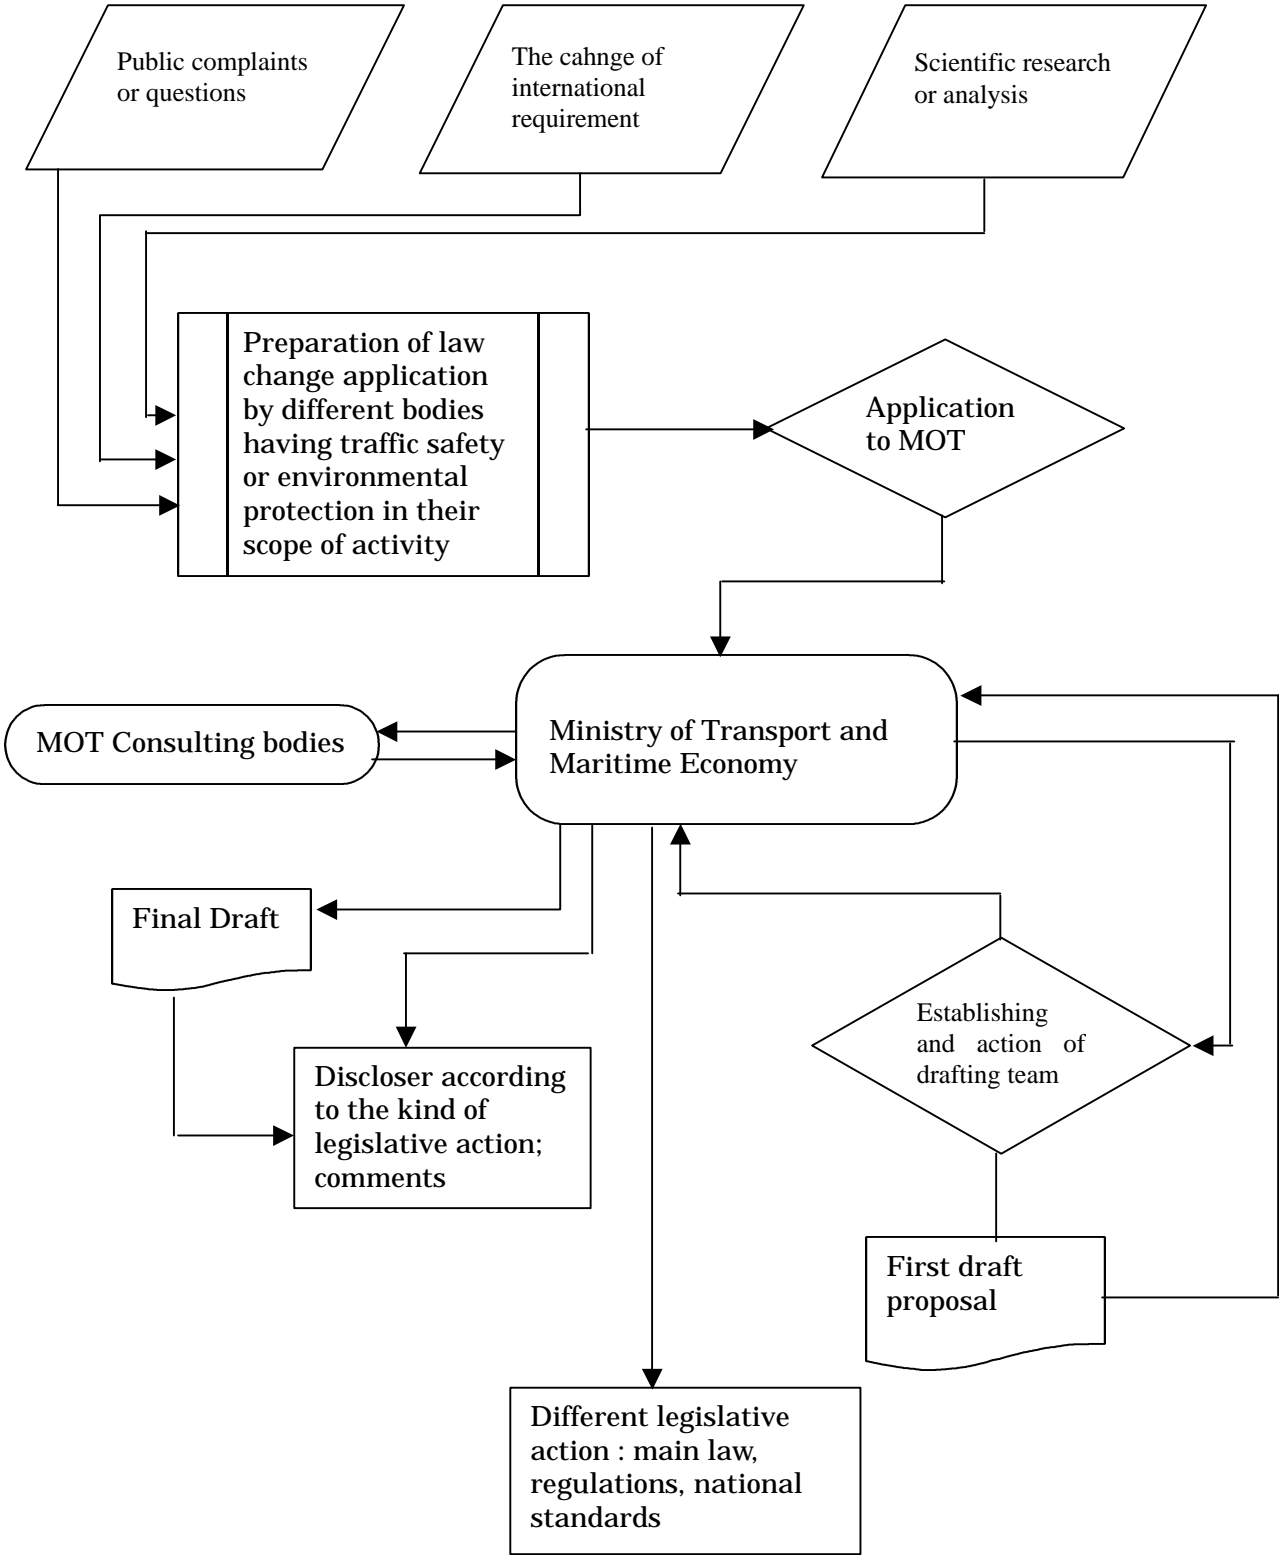 Public complaints
or questions
The cahnge of
international
requirement
Scientific research
or analysis
Preparation of law
change application
by different bodies
having traffic safety
or environmental
protection in their
scope of activity
Application
to MOT
MOT Consulting bodies
Ministry of Transport and
Maritime Economy
Final Draft
Discloser according
to the kind of
legislative action;
comments
Establishing
and action of
drafting team
First draft
proposal
Different legislative
action : main law,
regulations, national
standards